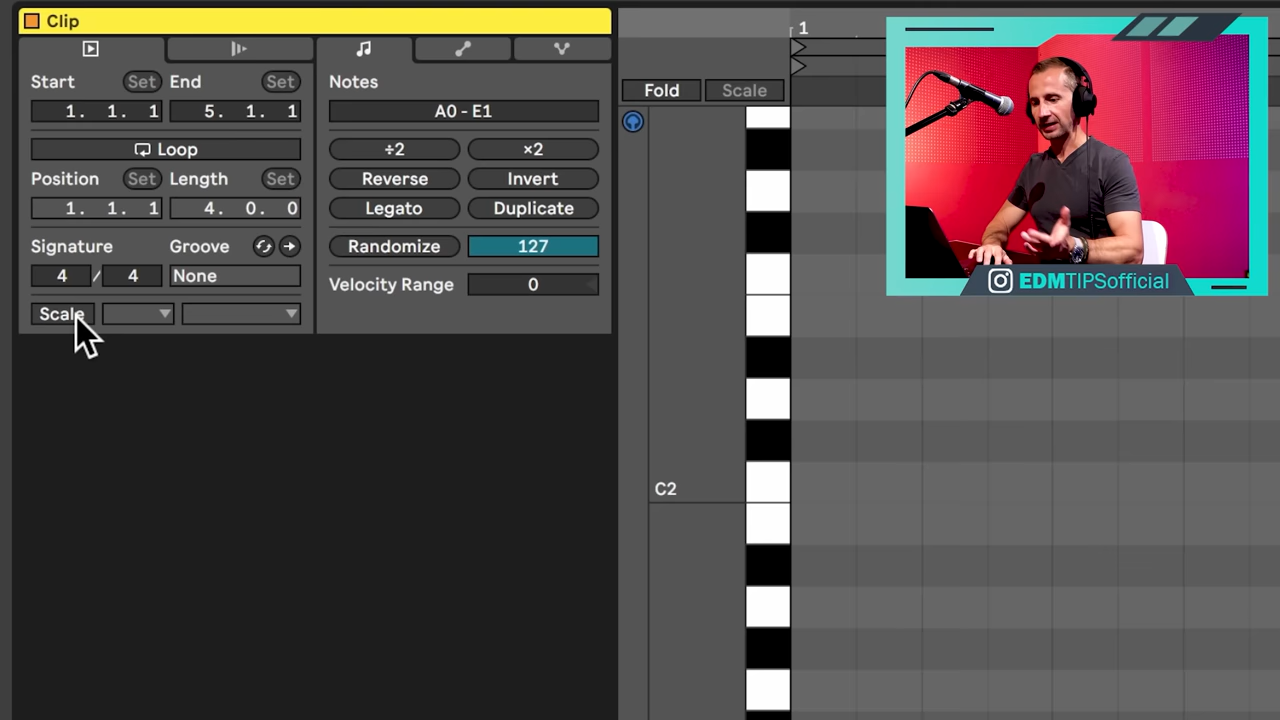 Clip
Start Set End Set
1. 1. 1 5. 1. 1
Loop
Position Set Length Set
1. 1. 1 4. 0. 0
Signature Groove
4 / 4 None
Scale
Notes
A0 - E1
÷2 ×2
Reverse Invert
Legato Duplicate
Randomize 127
Velocity Range 0
1
Fold Scale
C2
EDMTIPSofficial